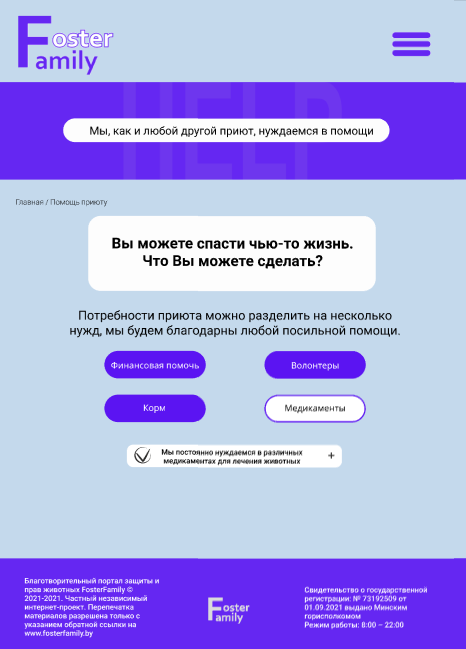 Foster
Family
HELP
Мы, как и любой другой приют, нуждаемся в помощи
Главная / Помощь приюту
Вы можете спасти чью-то жизнь.
Что Вы можете сделать?
Потребности приюта можно разделить на несколько
нужд, мы будем благодарны любой посильной помощи.
Финансовая помочь
Волонтеры
Корм
Медикаменты
Мы постоянно нуждаемся в различных
медикаментах для лечения животных
+
Благотворительный портал защиты и
прав животных FosterFamily ©
2021-2021. Частный независимый
интернет-проект. Перепечатка
материалов разрешена только с
указанием обратной ссылки на
www.fosterfamily.by
Foster
Family
Свидетельство о государственной
регистрации: № 73192509 от
01.09.2021 выдано Минским
горисполкомом
Режим работы: 8:00 – 22:00